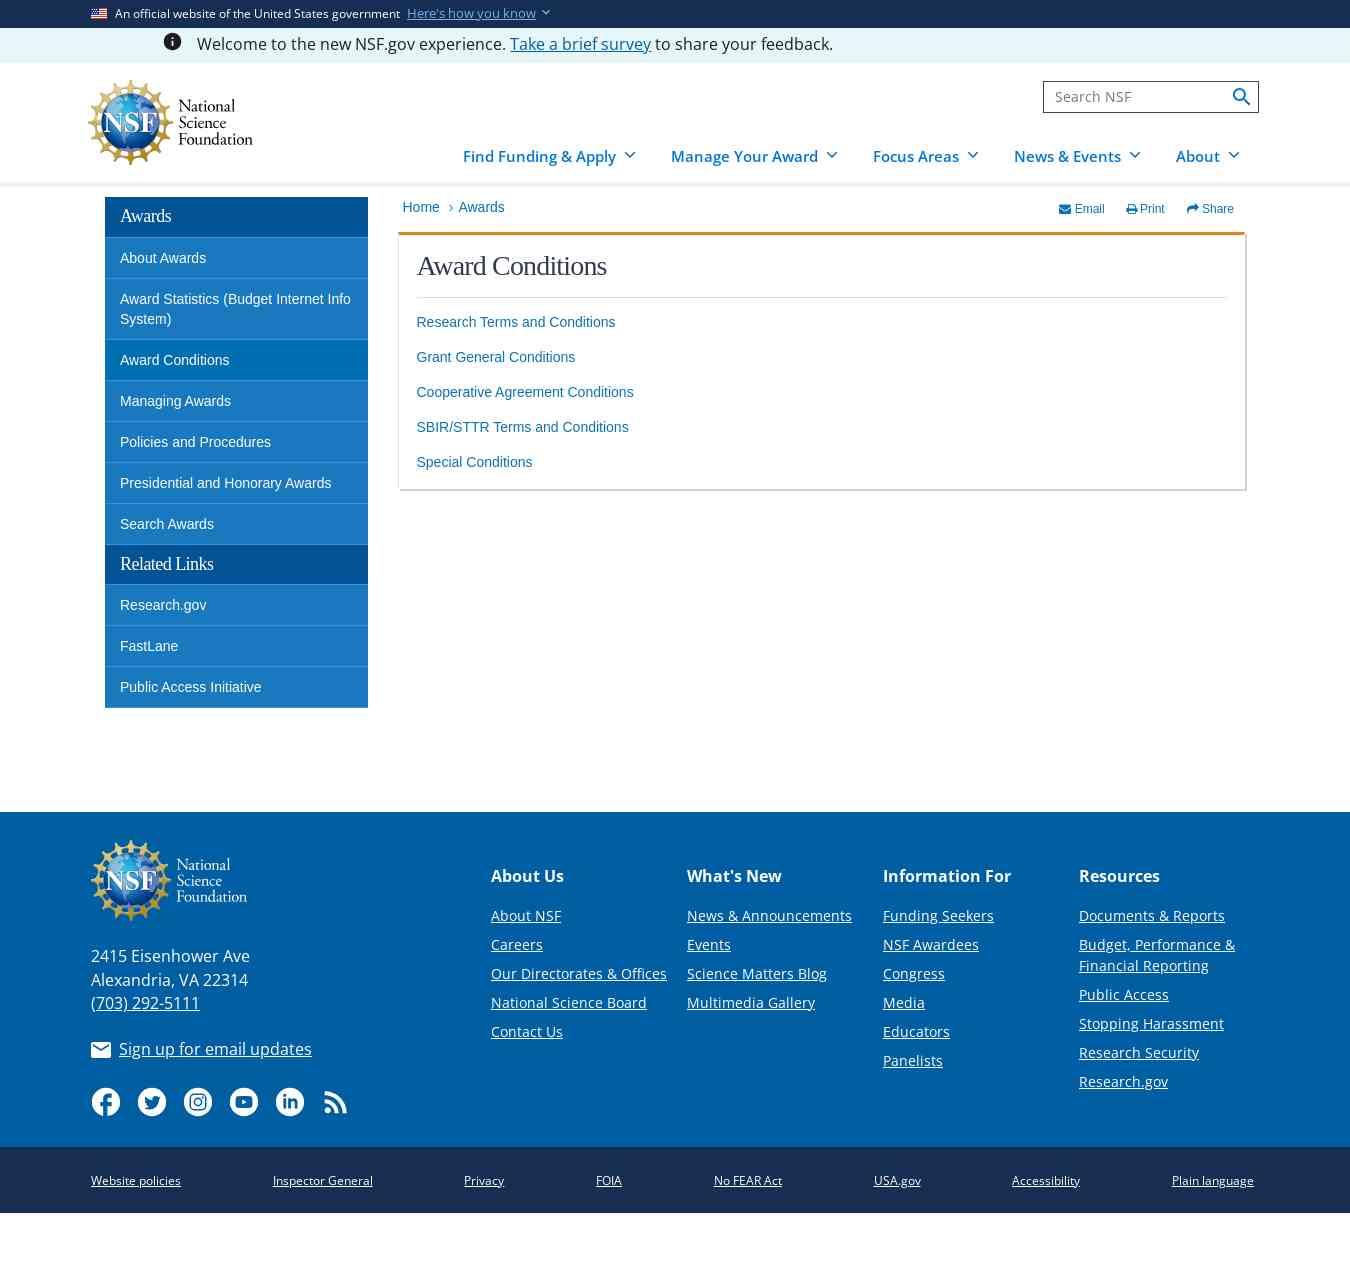 An official website of the United States government Here's how you know
Welcome to the new NSF.gov experience. Take a brief survey to share your feedback.
NSF
National
Science
Foundation
Search NSF
Find Funding & Apply
Manage Your Award
Focus Areas
News & Events
About
Awards
About Awards
Award Statistics (Budget Internet Info
System)
Award Conditions
Managing Awards
Policies and Procedures
Presidential and Honorary Awards
Search Awards
Related Links
Research.gov
FastLane
Public Access Initiative
Home › Awards
Email
Print
Share
Award Conditions
Research Terms and Conditions
Grant General Conditions
Cooperative Agreement Conditions
SBIR/STTR Terms and Conditions
Special Conditions
NSF
National
Science
Foundation
2415 Eisenhower Ave
Alexandria, VA 22314
(703) 292-5111
Sign up for email updates
About Us
About NSF
Careers
Our Directorates & Offices
National Science Board
Contact Us
What's New
News & Announcements
Events
Science Matters Blog
Multimedia Gallery
Information For
Funding Seekers
NSF Awardees
Congress
Media
Educators
Panelists
Resources
Documents & Reports
Budget, Performance &
Financial Reporting
Public Access
Stopping Harassment
Research Security
Research.gov
Website policies
Inspector General
Privacy
FOIA
No FEAR Act
USA.gov
Accessibility
Plain language